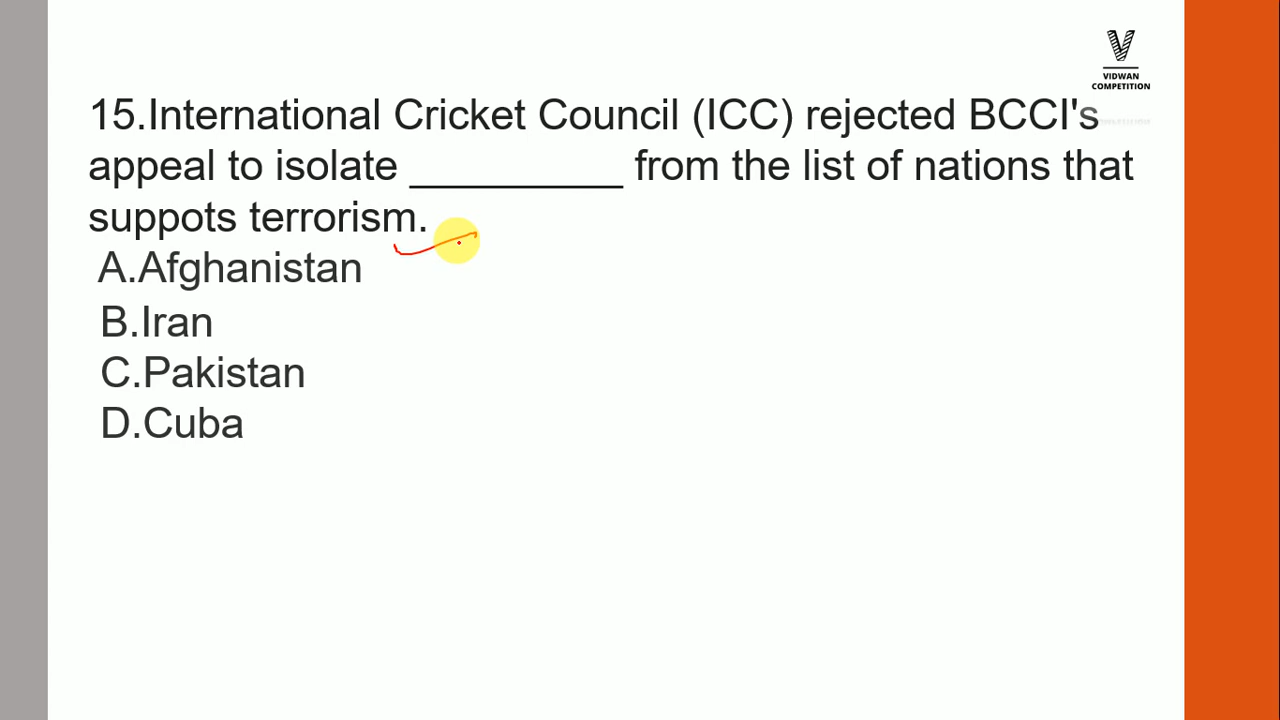 VIDWAN
COMPETITION
15.International Cricket Council (ICC) rejected BCCI's
appeal to isolate _________ from the list of nations that
suppots terrorism.
A.Afghanistan
B.Iran
C.Pakistan
D.Cuba